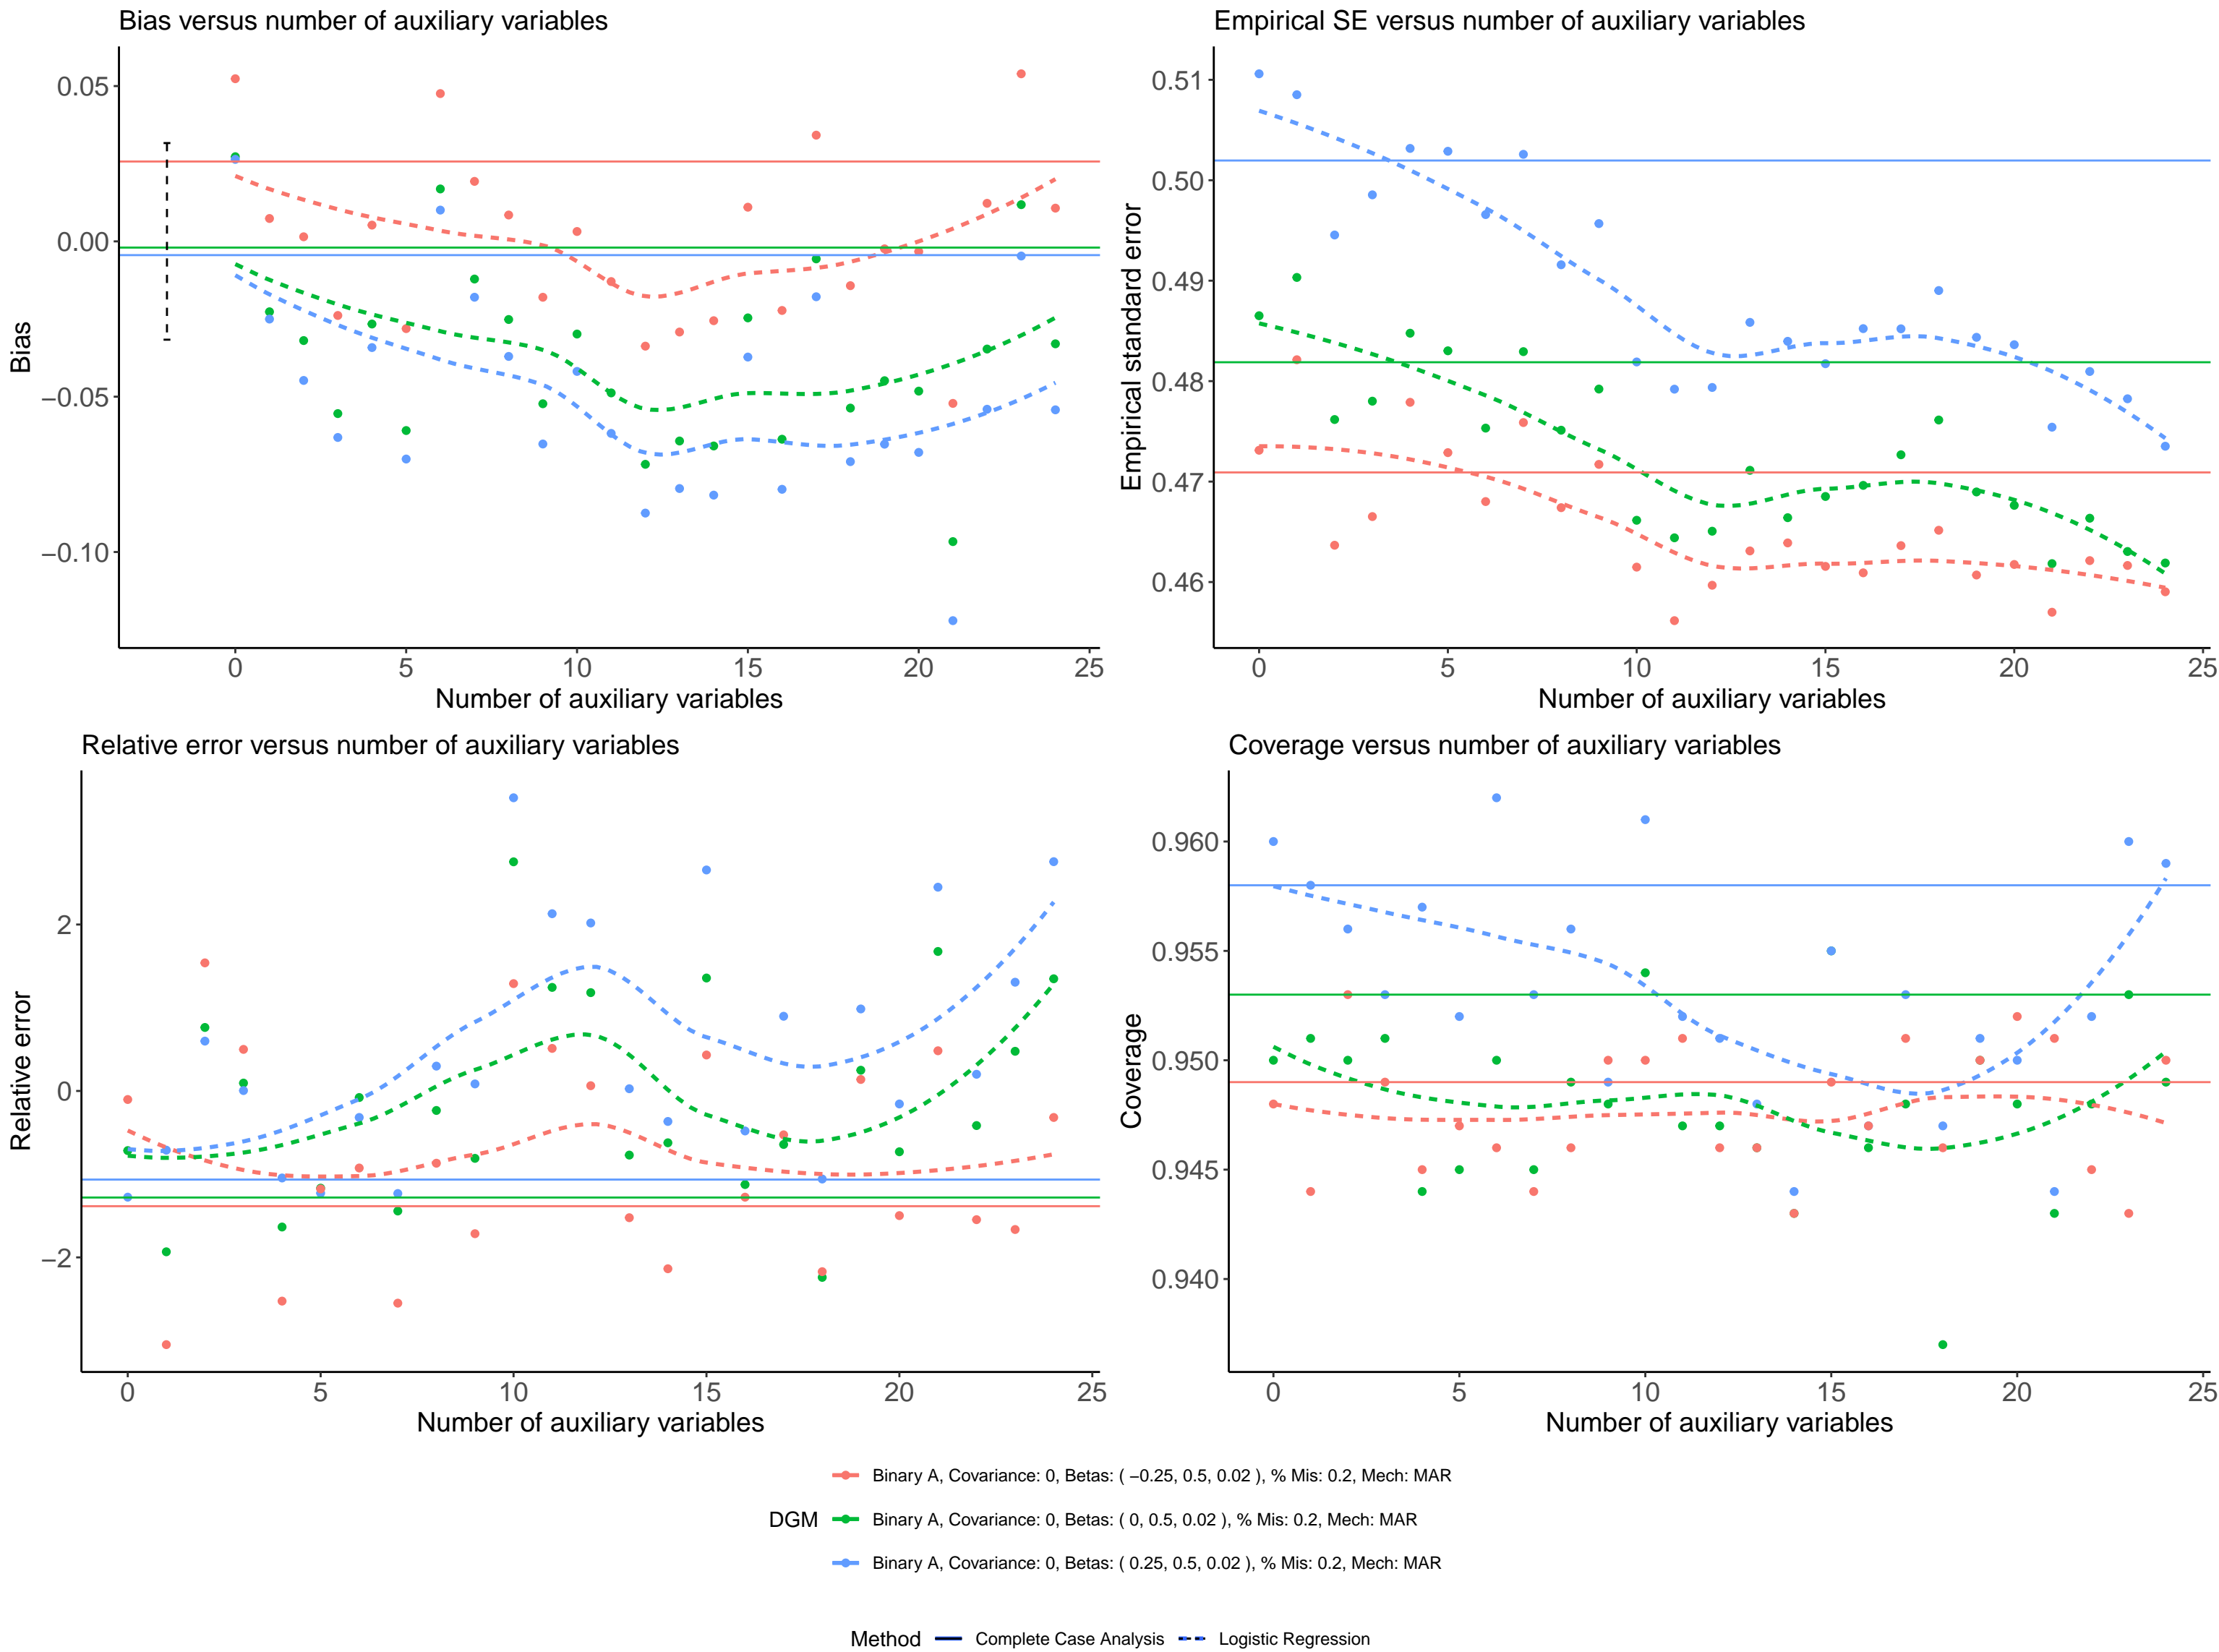 Bias versus number of auxiliary variables
0.05
0.00
−0.05
−0.10
Bias
0 5 10 15 20 25
Number of auxiliary variables
Empirical SE versus number of auxiliary variables
0.51
0.50
0.49
0.48
0.47
0.46
Empirical standard error
0 5 10 15 20 25
Number of auxiliary variables
Relative error versus number of auxiliary variables
2
0
−2
Relative error
0 5 10 15 20 25
Number of auxiliary variables
Coverage versus number of auxiliary variables
0.960
0.955
0.950
0.945
0.940
Coverage
0 5 10 15 20 25
Number of auxiliary variables
DGM
Binary A, Covariance: 0, Betas: ( −0.25, 0.5, 0.02 ), % Mis: 0.2, Mech: MAR
Binary A, Covariance: 0, Betas: ( 0, 0.5, 0.02 ), % Mis: 0.2, Mech: MAR
Binary A, Covariance: 0, Betas: ( 0.25, 0.5, 0.02 ), % Mis: 0.2, Mech: MAR
Method Complete Case Analysis Logistic Regression